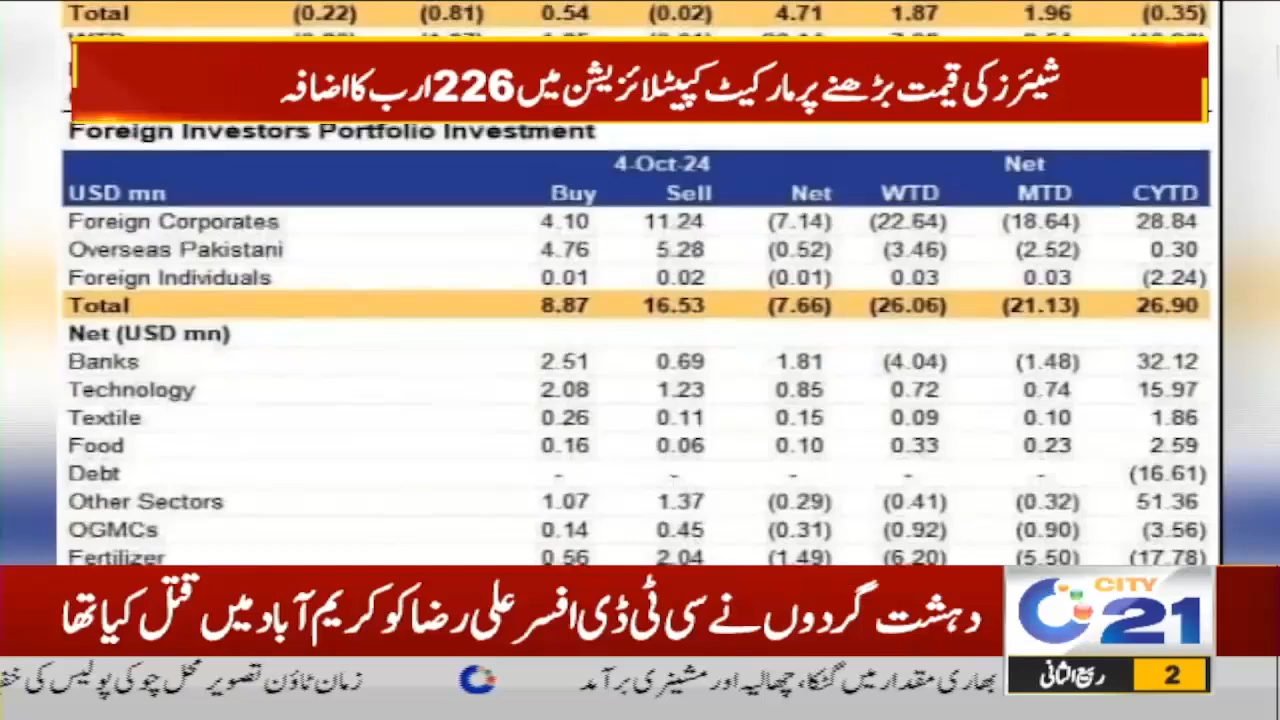 Total (0.22) (0.81) 0.54 (0.02) 4.71 1.87 1.96 (0.35)
شیئرز کی قیمت بڑھنے پر مارکیٹ کیپٹلائزیشن میں 226 ارب کا اضافہ
Foreign Investors Portfolio Investment
4-Oct-24 Net
USD mn Buy Sell Net WTD MTD CYTD
Foreign Corporates 4.10 11.24 (7.14) (22.64) (18.64) 28.84
Overseas Pakistani 4.76 5.28 (0.52) (3.46) (2.52) 0.30
Foreign Individuals 0.01 0.02 (0.01) 0.03 0.03 (2.24)
Total 8.87 16.53 (7.66) (26.06) (21.13) 26.90
Net (USD mn)
Banks 2.51 0.69 1.81 (4.04) (1.48) 32.12
Technology 2.08 1.23 0.85 0.72 0.74 15.97
Textile 0.26 0.11 0.15 0.09 0.10 1.86
Food 0.16 0.06 0.10 0.33 0.23 2.59
Debt - - - - - (16.61)
Other Sectors 1.07 1.37 (0.29) (0.41) (0.32) 51.36
OGMCs 0.14 0.45 (0.31) (0.92) (0.90) (3.56)
Fertilizer 0.56 2.04 (1.49) (6.20) (5.50) (17.78)
دہشت گردوں نے سی ٹی ڈی افسر علی رضا کو کریم آباد میں قتل کیا تھا
CITY
21
بھاری مقدار میں گٹکا، چھالیہ اور مشینری برآمد زمان ٹاؤن تصویر محل چوکی پولیس کی
2 ربیع الثانی